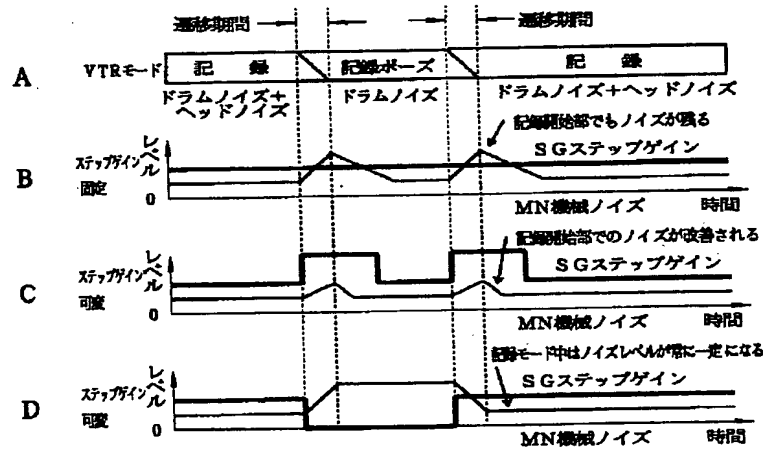 遷移期間 遷移期間
A VTRモード 記 録 記録ポーズ 記 録
ドラムノイズ+ ドラムノイズ ドラムノイズ+ヘッドノイズ
ヘッドノイズ
記録開始部でもノイズが残る
B ステップゲイン 固定 レベル 0 SGステップゲイン
MN機械ノイズ 時間
記録開始部でのノイズが改善される
C ステップゲイン 可変 レベル 0 SGステップゲイン
MN機械ノイズ 時間
記録モード中はノイズレベルが常に一定になる
D ステップゲイン 可変 レベル 0 SGステップゲイン
MN機械ノイズ 時間